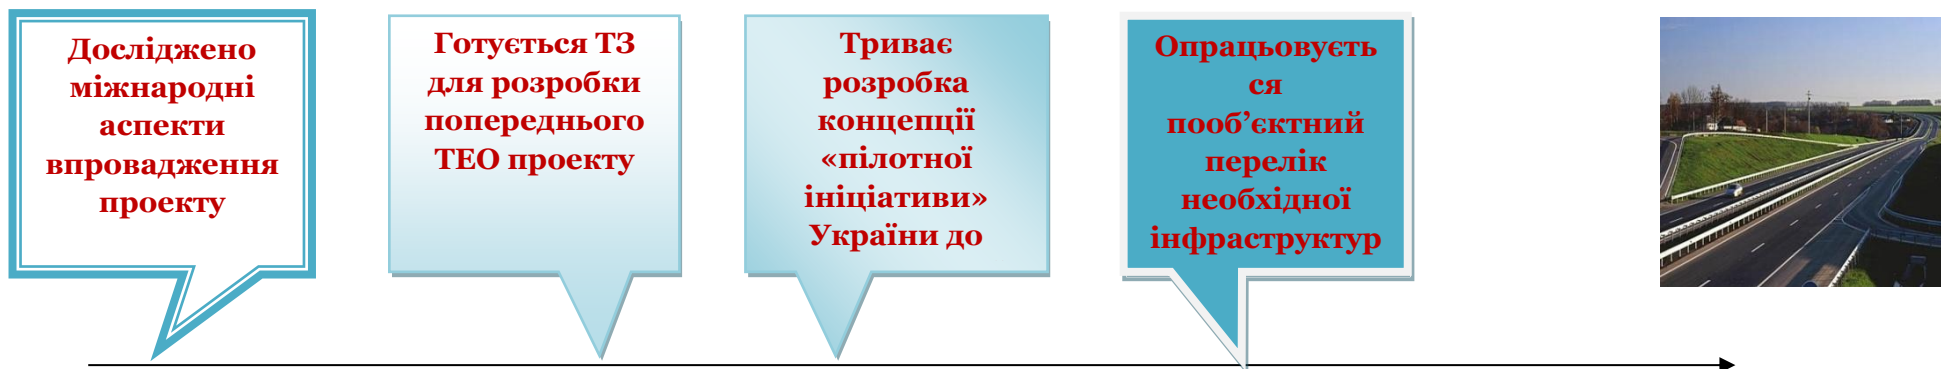 Досліджено
міжнародні
аспекти
впровадження
проекту
Готується ТЗ
для розробки
попереднього
ТЕО проекту
Триває
розробка
концепції
«пілотної
ініціативи»
України до
Опрацьовуєть
ся
пооб’єктний
перелік
необхідної
інфраструктур